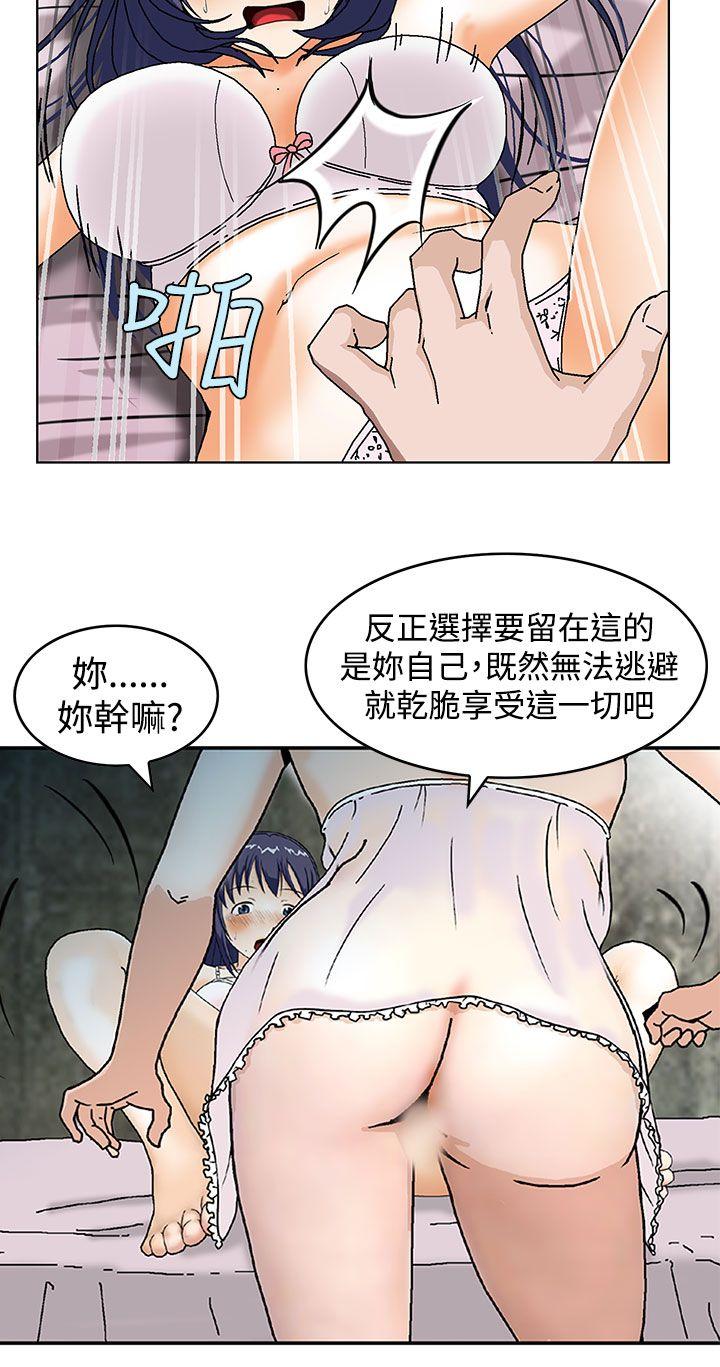 啪
妳......
妳幹嘛?
反正選擇要留在這的
是妳自己,既然無法逃避
就乾脆享受這一切吧